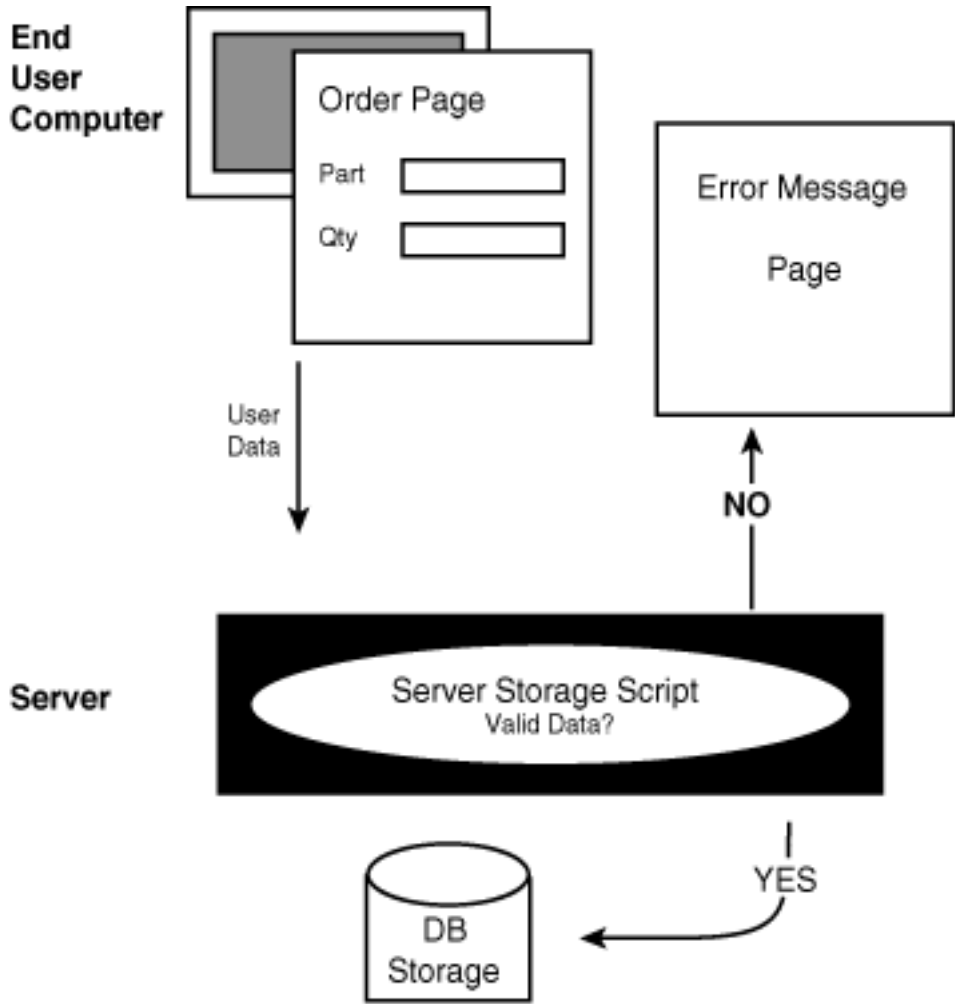 End
User
Computer
Order Page
Part
Qty
Error Message
Page
User
Data
NO
Server
Server Storage Script
Valid Data?
YES
DB
Storage